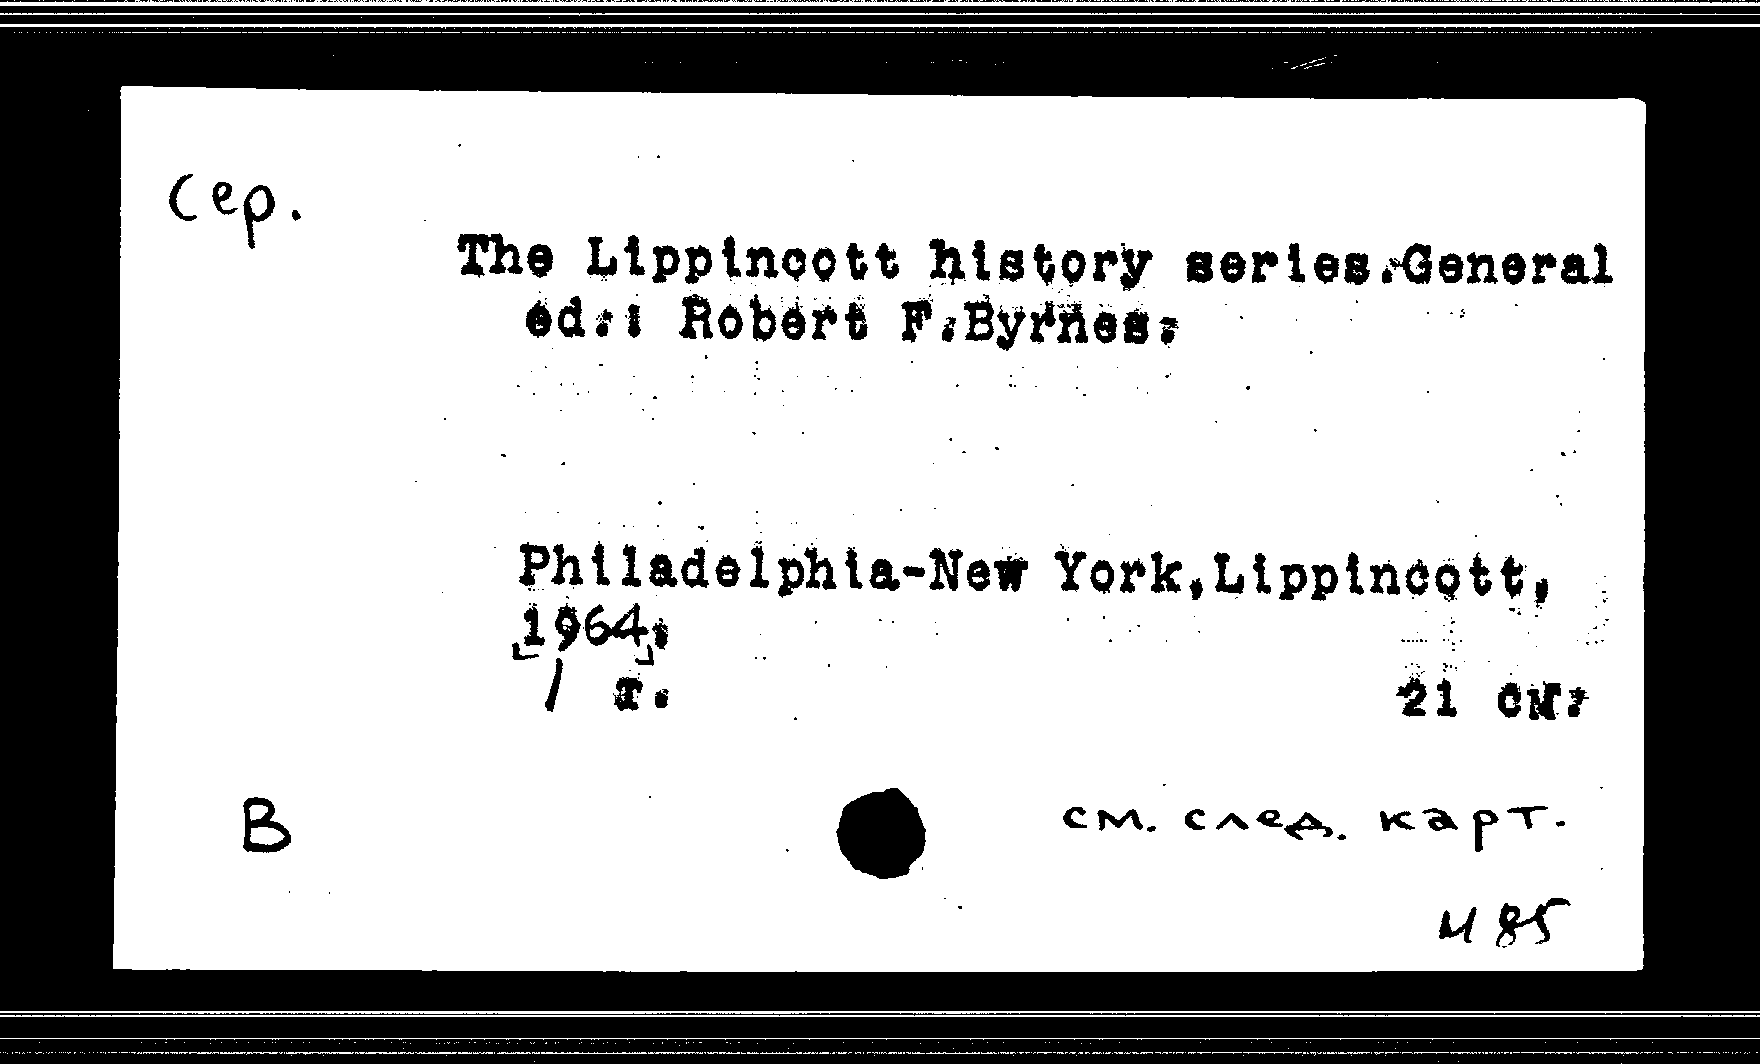 Сер.
The Lippincott history series. General
ed.: Robert F. Byrnes.
Philadelphia-New York, Lippincott,
[1964].
/ т.
21 см.
В
см. след. карт.
И 85